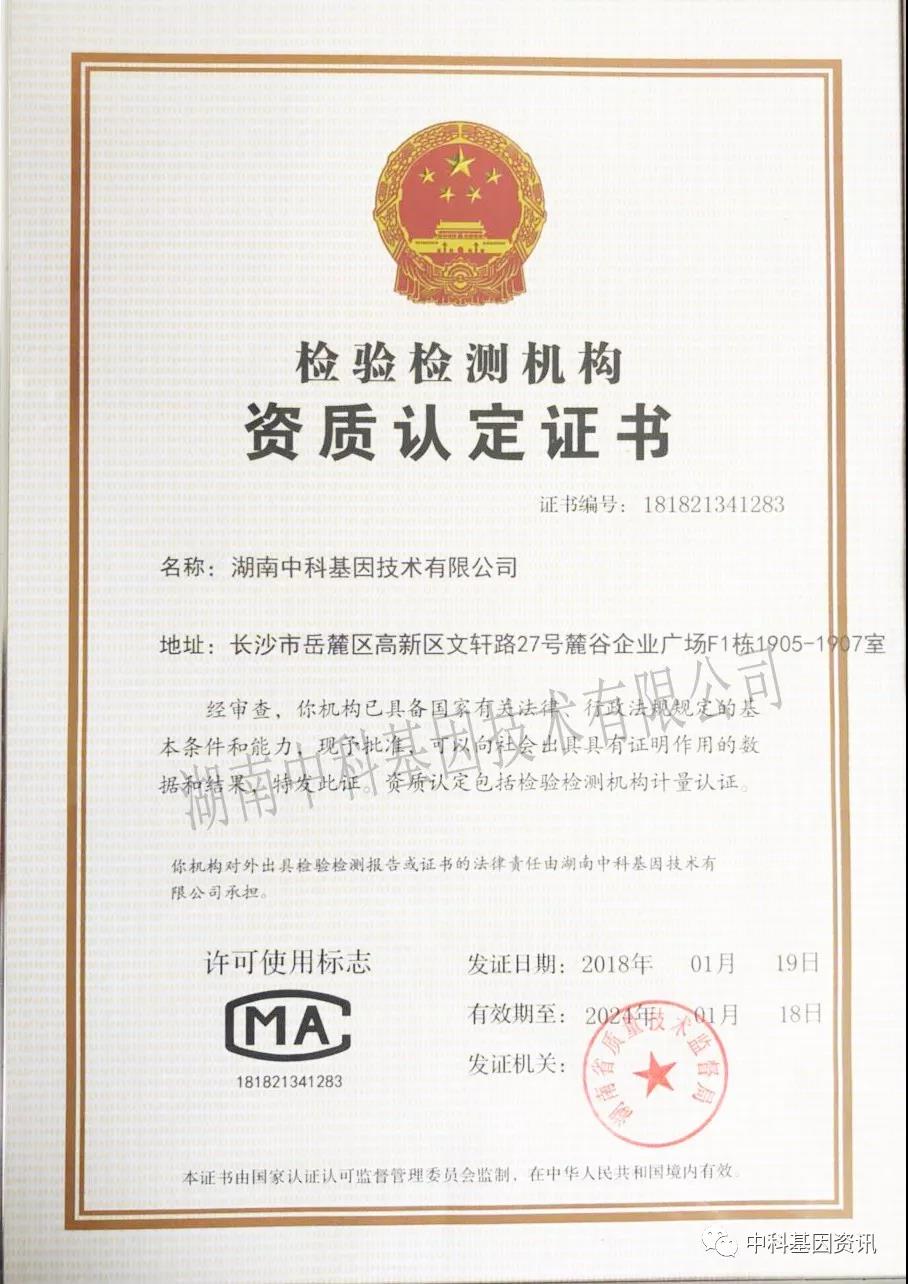 检验检测机构
资质认定证书
证书编号：181821341283
名称：湖南中科基因技术有限公司
地址：长沙市岳麓区高新区文轩路27号麓谷企业广场F1栋1905-1907室
经审查，你机构已具备国家有关法律、行政法规规定的基
本条件和能力，现予批准，可以向社会出具具有证明作用的数
据和结果，特发此证。资质认定包括检验检测机构计量认证。
湖南中科基因技术有限公司
你机构对外出具检验检测报告或证书的法律责任由湖南中科基因技术有
限公司承担。
许可使用标志
MA
181821341283
发证日期：2018年 01月 19日
有效期至：2024年 01月 18日
发证机关：
湖南省质量技术监督局
本证书由国家认证认可监督管理委员会监制，在中华人民共和国境内有效。
中科基因资讯